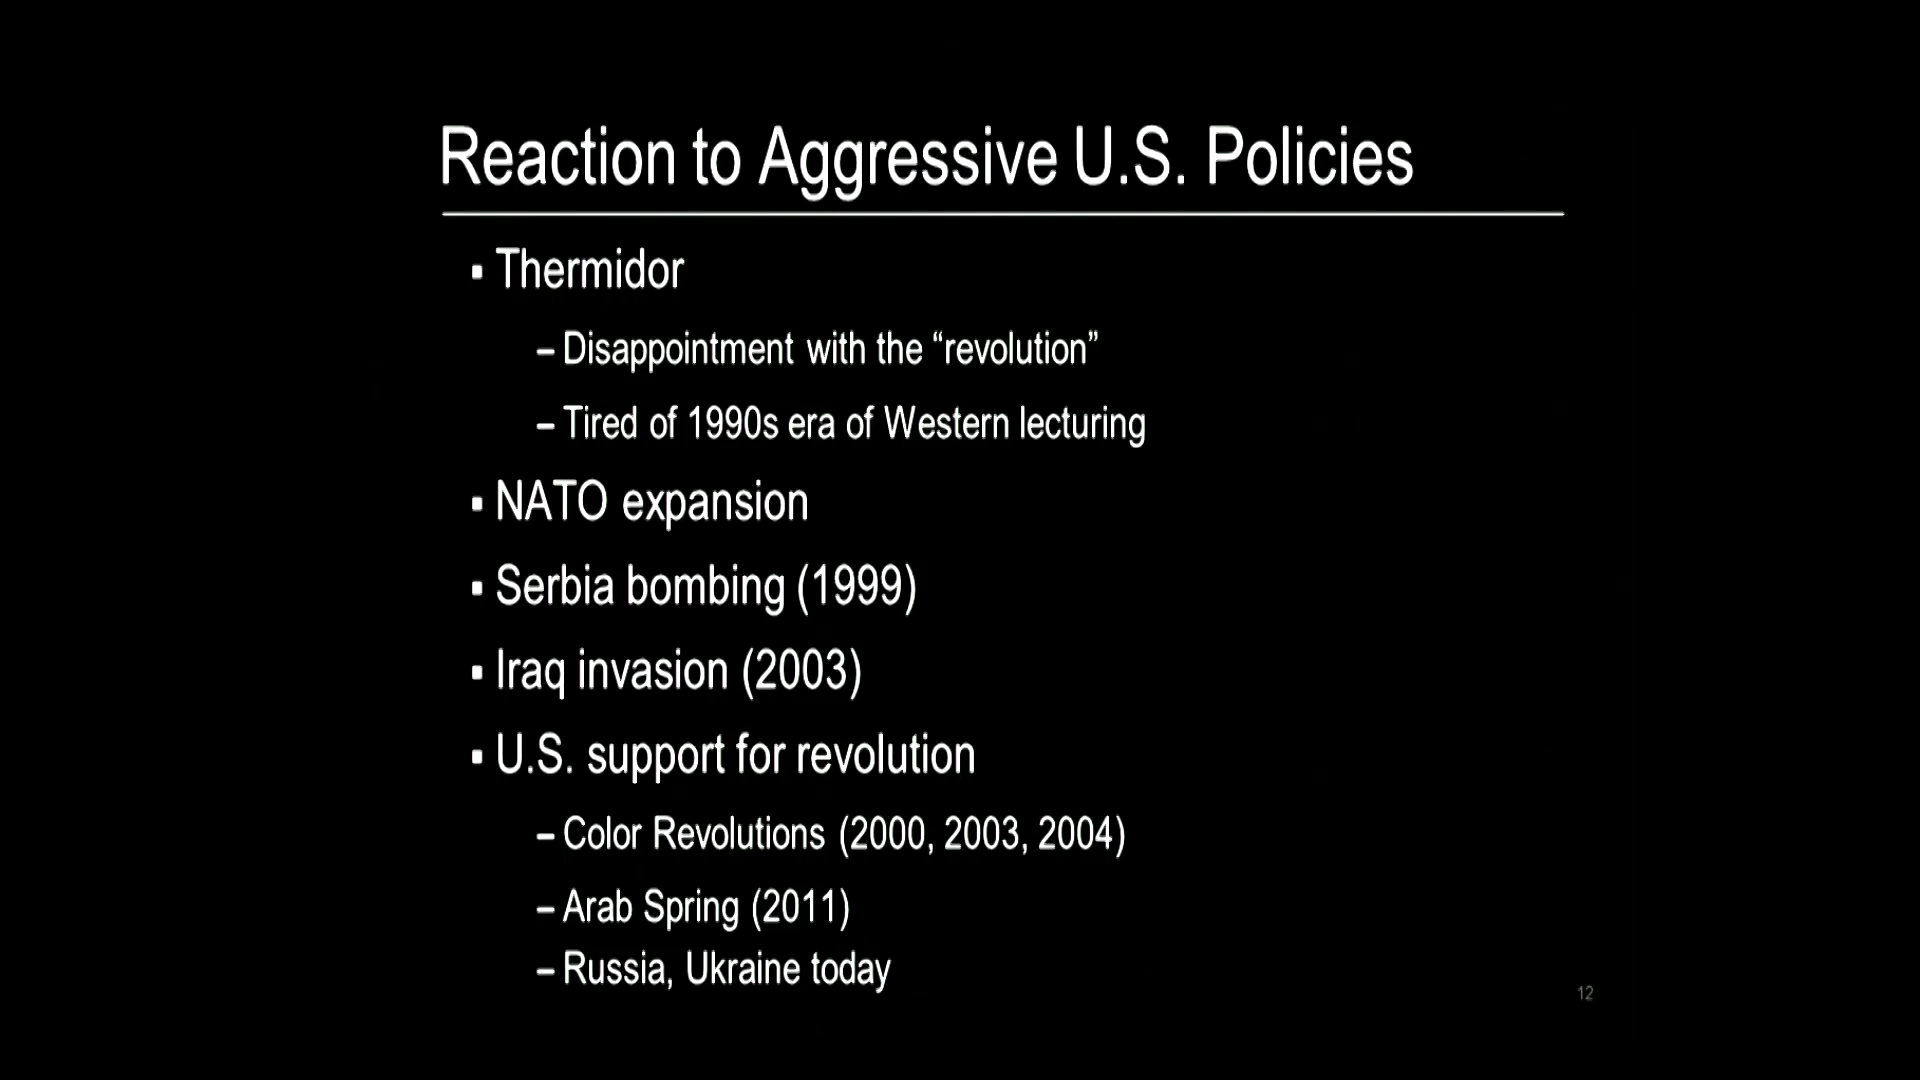 Reaction to Aggressive U.S. Policies
▪ Thermidor
– Disappointment with the “revolution”
– Tired of 1990s era of Western lecturing
▪ NATO expansion
▪ Serbia bombing (1999)
▪ Iraq invasion (2003)
▪ U.S. support for revolution
– Color Revolutions (2000, 2003, 2004)
– Arab Spring (2011)
– Russia, Ukraine today
12